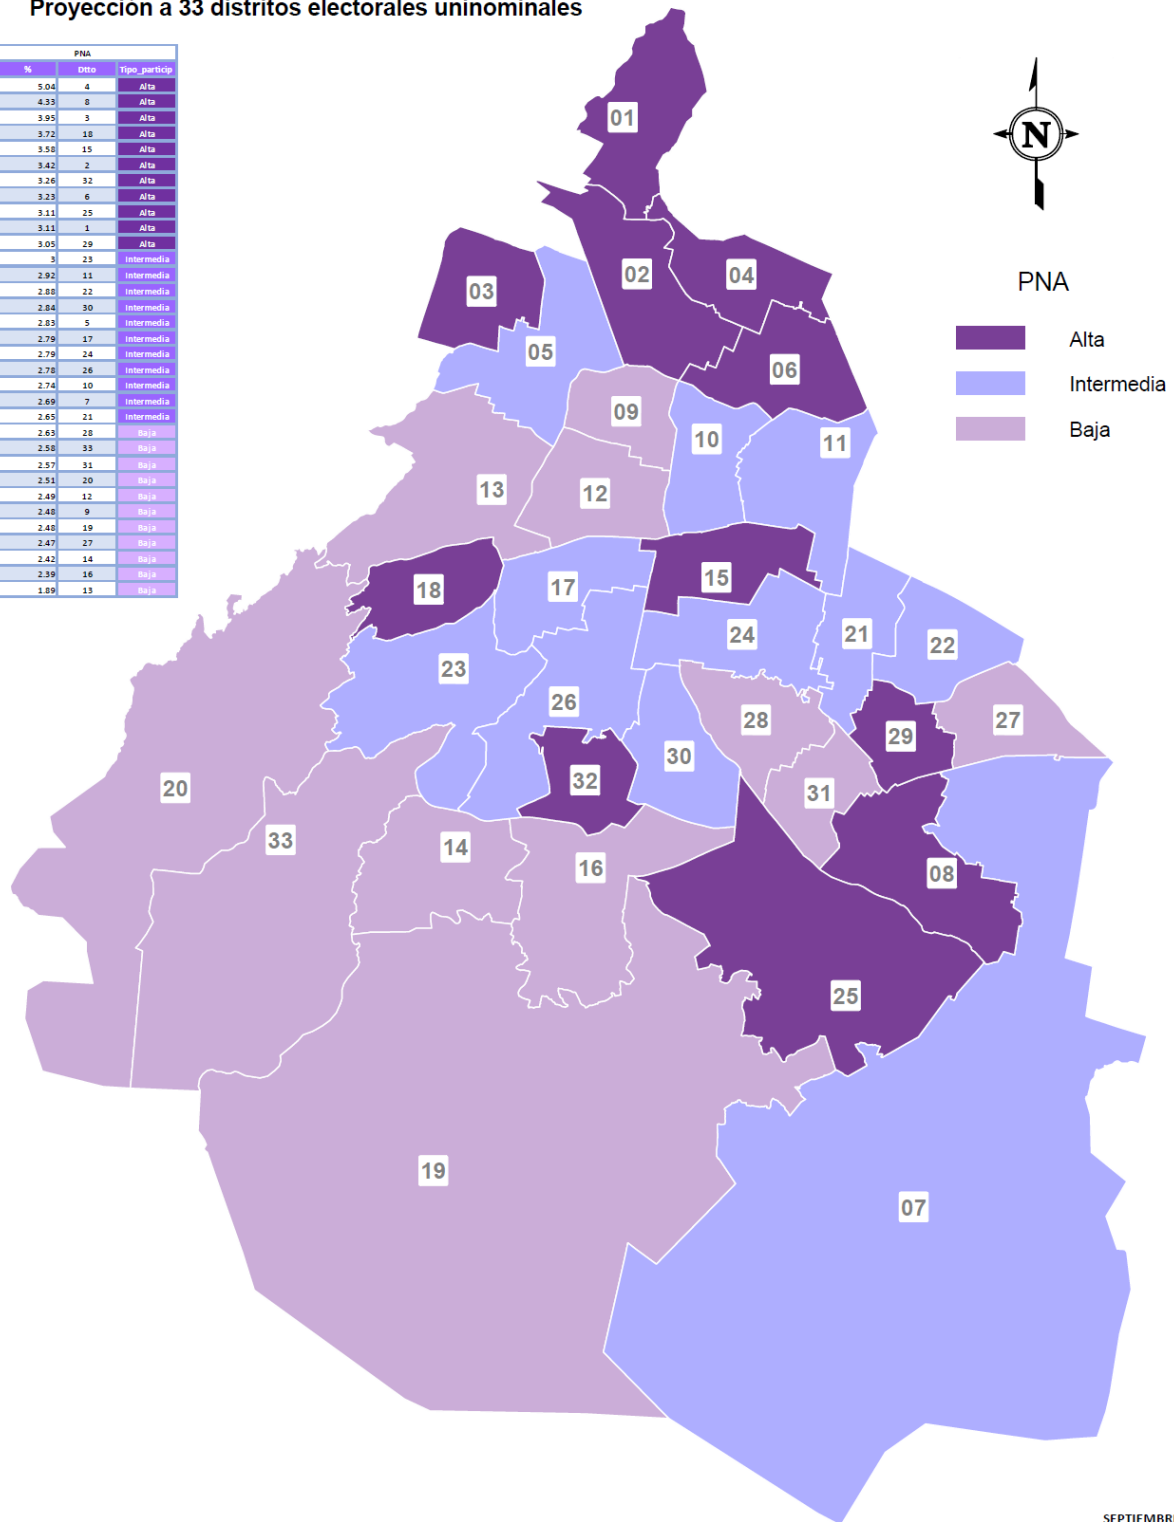 Proyección a 33 distritos electorales uninominales
PNA
% Dtto Tipo_particip
5.04 4 Alta
4.33 8 Alta
3.95 3 Alta
3.72 18 Alta
3.58 15 Alta
3.42 2 Alta
3.26 32 Alta
3.23 6 Alta
3.11 25 Alta
3.11 1 Alta
3.05 29 Alta
3 23 Intermedia
2.92 11 Intermedia
2.88 22 Intermedia
2.84 30 Intermedia
2.83 5 Intermedia
2.79 17 Intermedia
2.79 24 Intermedia
2.78 26 Intermedia
2.74 10 Intermedia
2.69 7 Intermedia
2.65 21 Intermedia
2.63 28 Baja
2.58 33 Baja
2.57 31 Baja
2.51 20 Baja
2.49 12 Baja
2.48 9 Baja
2.48 19 Baja
2.47 27 Baja
2.42 14 Baja
2.39 16 Baja
1.89 13 Baja
N
PNA
Alta
Intermedia
Baja
01
02
04
03
05
06
09
10
11
13
12
18
17
15
24
21
22
23
26
28
27
29
30
32
31
20
33
14
16
08
25
19
07
SEPTIEMBRE